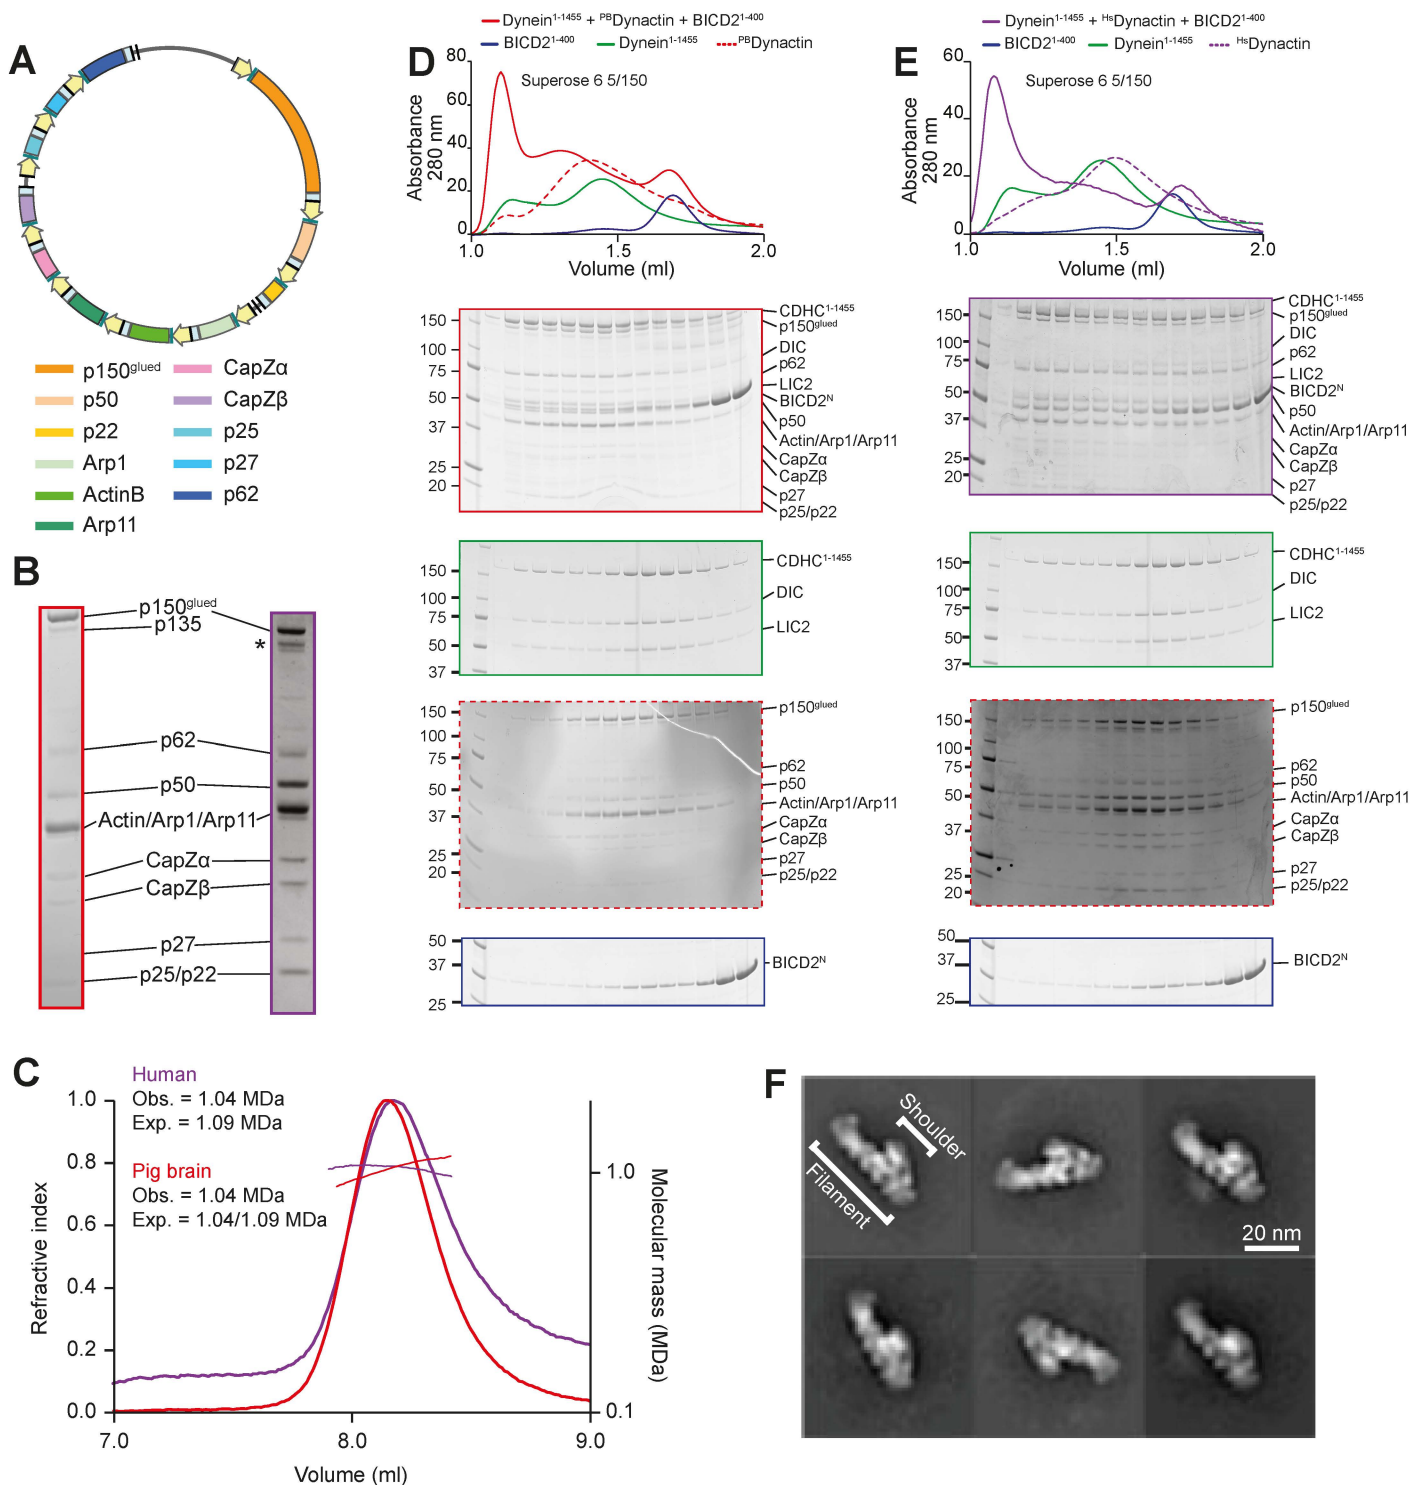 A
p150glued
p50
p22
Arp1
ActinB
Arp11
CapZα
CapZβ
p25
p27
p62
B
p150glued
p135
*
p62
p50
Actin/Arp1/Arp11
CapZα
CapZβ
p27
p25/p22
C
Human
Obs. = 1.04 MDa
Exp. = 1.09 MDa
Pig brain
Obs. = 1.04 MDa
Exp. = 1.04/1.09 MDa
Refractive index
1.0
0.8
0.6
0.4
0.2
0.0
7.0
8.0
9.0
Volume (ml)
1.0
0.1
Molecular mass (MDa)
D
Dynein1-1455 + PBDynactin + BICD21-400
BICD21-400 Dynein1-1455 PBDynactin
Superose 6 5/150
Absorbance
280 nm
80
60
40
20
0
1.0
1.5
2.0
Volume (ml)
150
100
75
50
37
25
20
CDHC1-1455
p150glued
DIC
p62
LIC2
BICD2N
p50
Actin/Arp1/Arp11
CapZα
CapZβ
p27
p25/p22
150
100
75
50
37
CDHC1-1455
DIC
LIC2
150
100
75
50
37
25
20
p150glued
p62
p50
Actin/Arp1/Arp11
CapZα
CapZβ
p27
p25/p22
50
37
25
BICD2N
E
Dynein1-1455 + HsDynactin + BICD21-400
BICD21-400 Dynein1-1455 HsDynactin
Superose 6 5/150
Absorbance
280 nm
60
40
20
0
1.0
1.5
2.0
Volume (ml)
150
100
75
50
37
25
20
CDHC1-1455
p150glued
DIC
p62
LIC2
BICD2N
p50
Actin/Arp1/Arp11
CapZα
CapZβ
p27
p25/p22
150
100
75
50
37
CDHC1-1455
DIC
LIC2
150
100
75
50
37
25
20
p150glued
p62
p50
Actin/Arp1/Arp11
CapZα
CapZβ
p27
p25/p22
50
37
25
BICD2N
F
Shoulder
Filament
20 nm